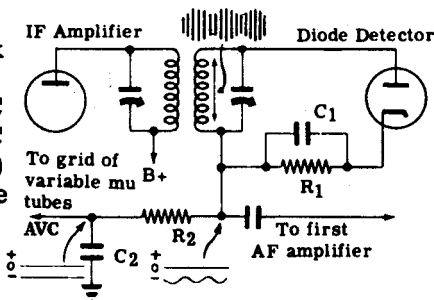 IF Amplifier
Diode Detector
C1
R1
B+
To grid of
variable mu
tubes
AVC
R2
To first
AF amplifier
C2
+
o
-
+
o
-